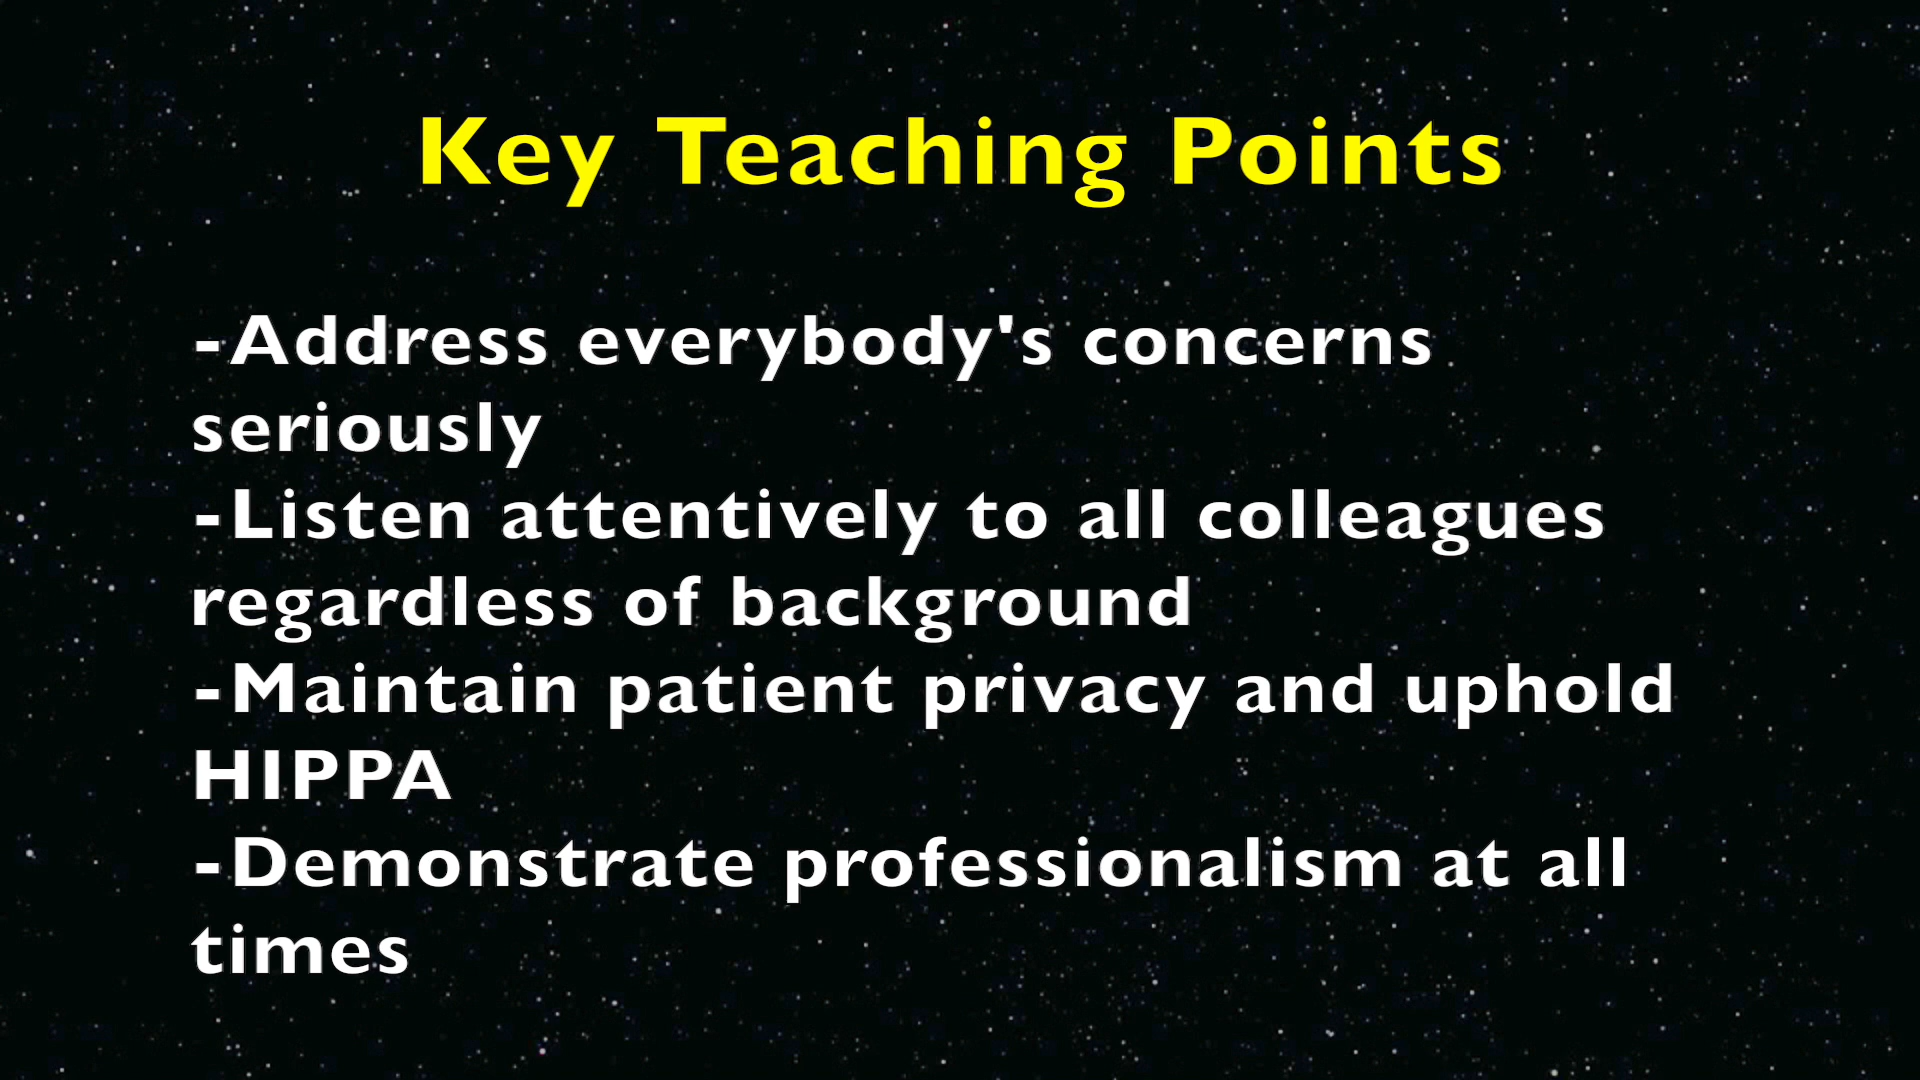 Key Teaching Points
-Address everybody's concerns
seriously
-Listen attentively to all colleagues
regardless of background
-Maintain patient privacy and uphold
HIPPA
-Demonstrate professionalism at all
times